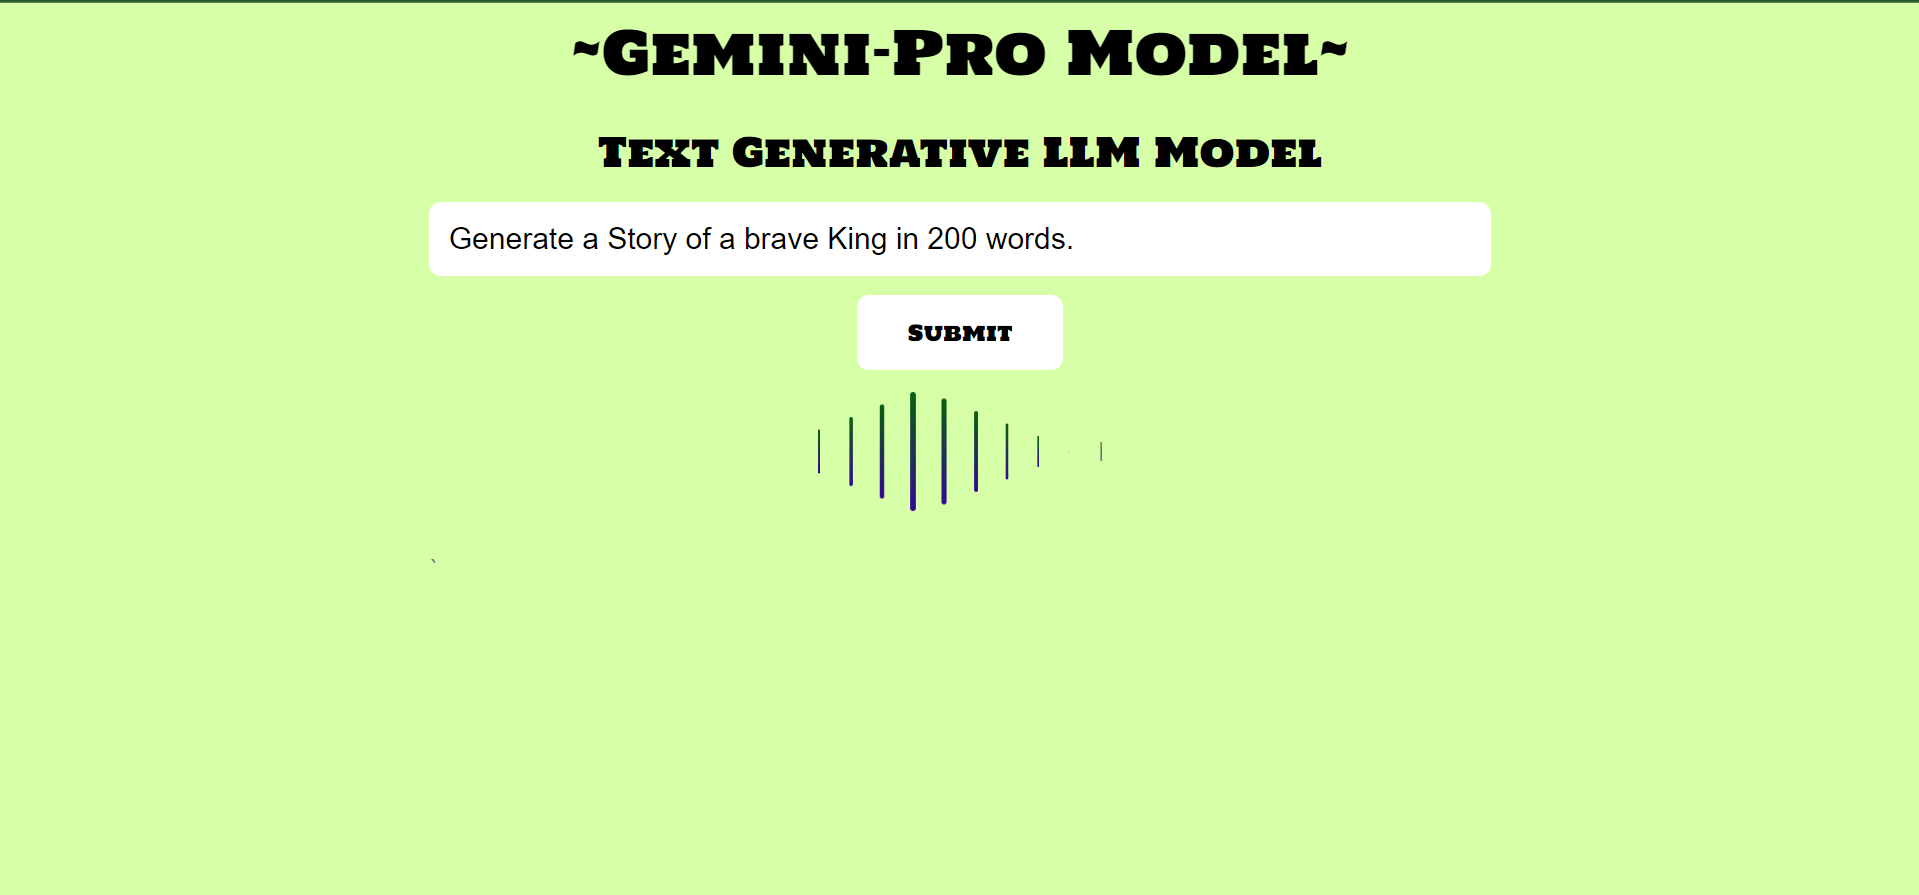 ~Gemini-Pro Model~
Text Generative LLM Model
Generate a Story of a brave King in 200 words.
Submit
`